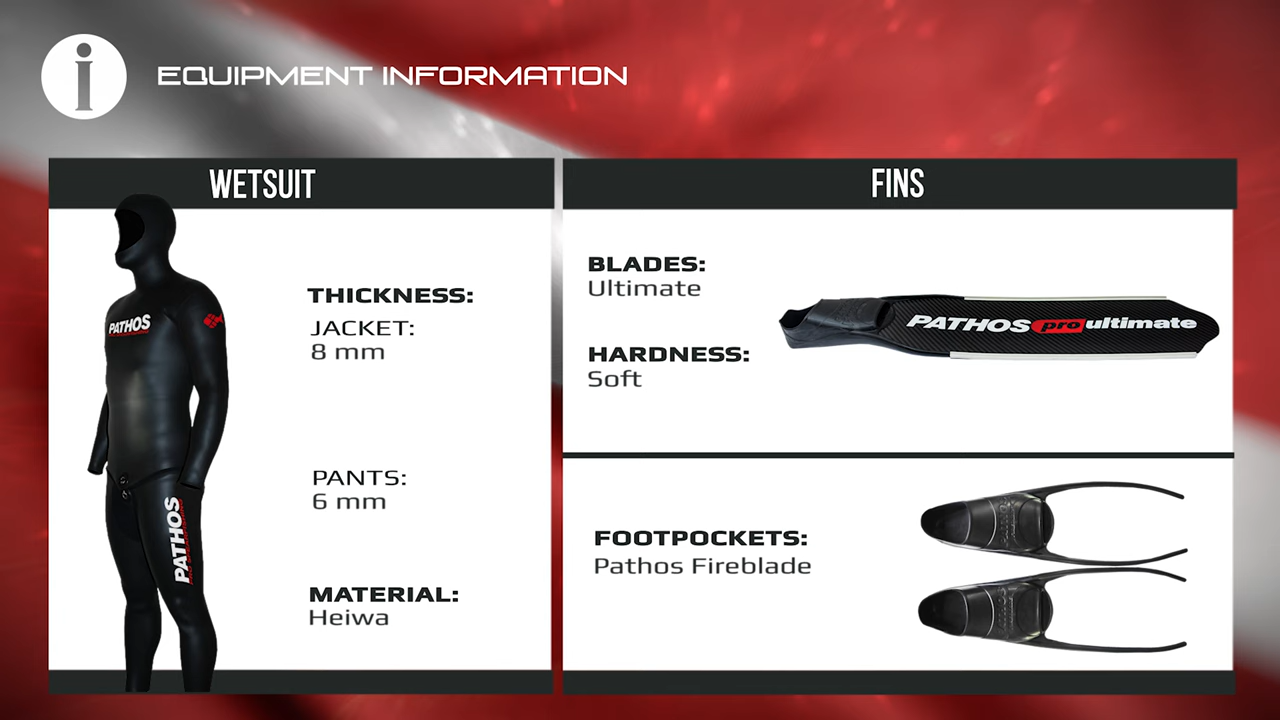 i
EQUIPMENT INFORMATION
WETSUIT
PATHOS
PATHOS
THICKNESS:
JACKET:
8 mm
PANTS:
6 mm
MATERIAL:
Heiwa
FINS
BLADES:
Ultimate
HARDNESS:
Soft
PATHOS pro ultimate
FOOTPOCKETS:
Pathos Fireblade